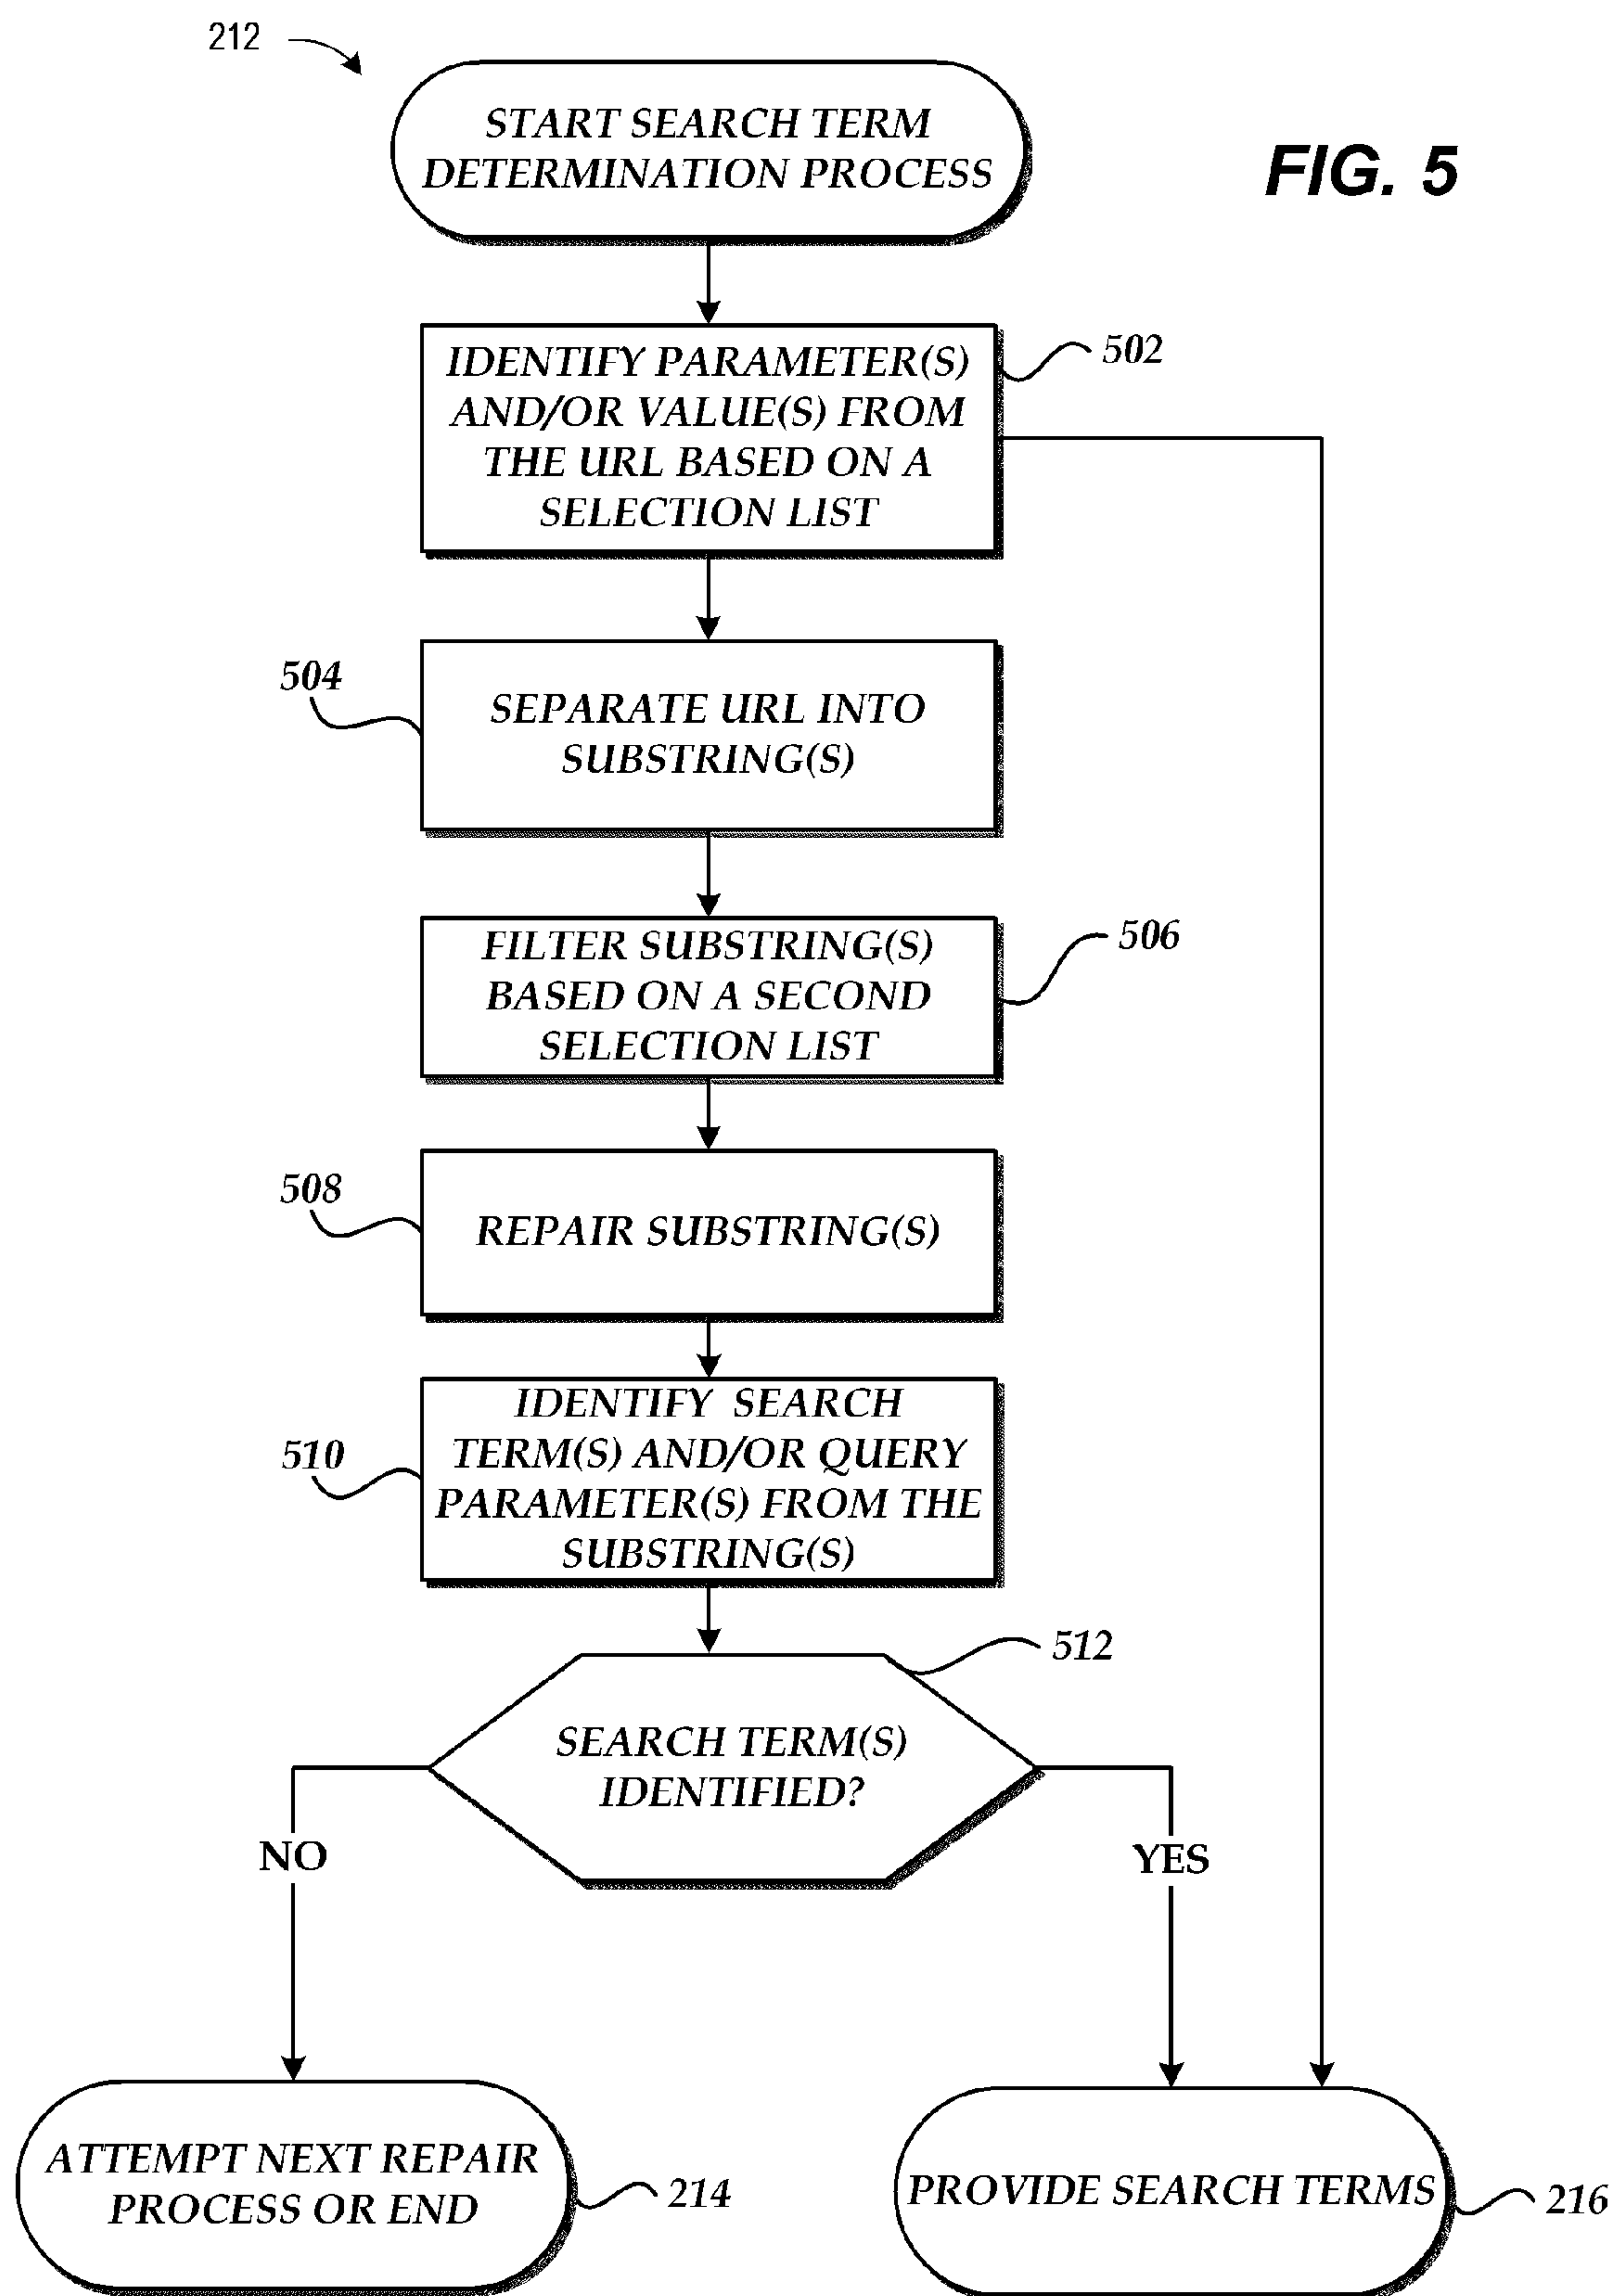 212
START SEARCH TERM
DETERMINATION PROCESS
FIG. 5
IDENTIFY PARAMETER(S)
AND/OR VALUE(S) FROM
THE URL BASED ON A
SELECTION LIST
502
504
SEPARATE URL INTO
SUBSTRING(S)
FILTER SUBSTRING(S)
BASED ON A SECOND
SELECTION LIST
506
508
REPAIR SUBSTRING(S)
IDENTIFY SEARCH
TERM(S) AND/OR QUERY
PARAMETER(S) FROM THE
SUBSTRING(S)
510
512
SEARCH TERM(S)
IDENTIFIED?
NO
YES
ATTEMPT NEXT REPAIR
PROCESS OR END
214
PROVIDE SEARCH TERMS
216